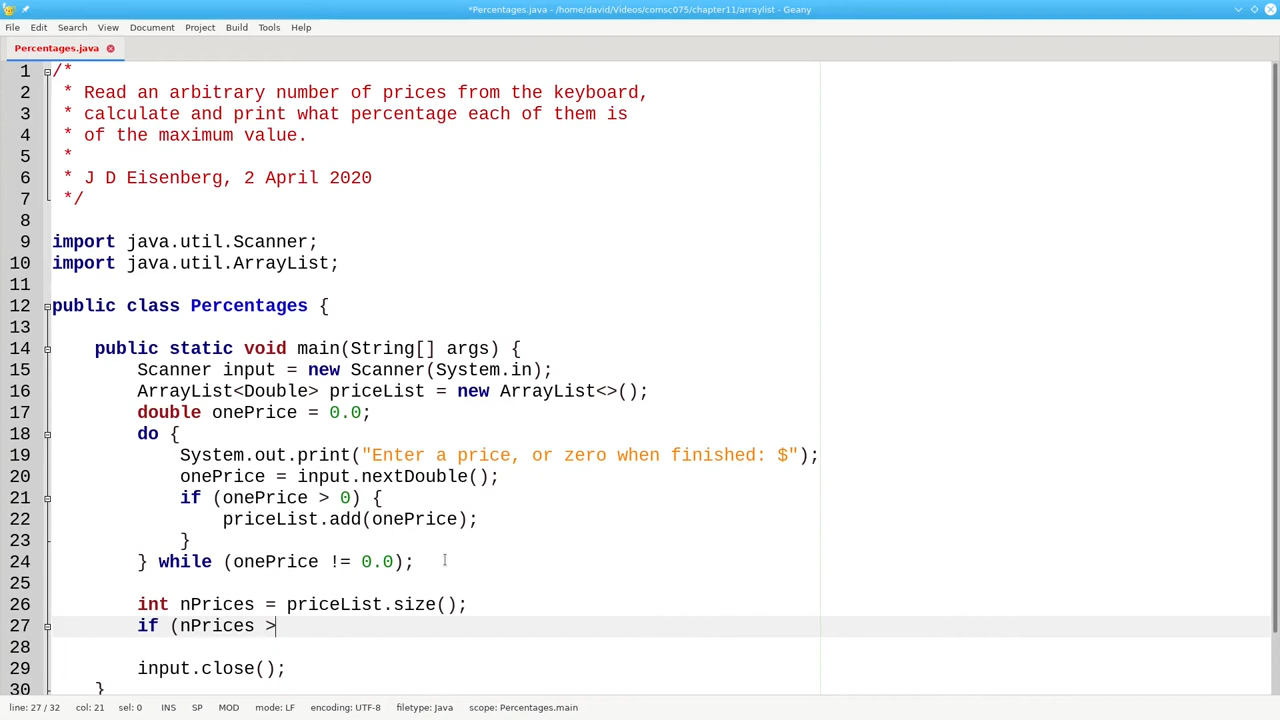 *Percentages.java - /home/david/Videos/comsc075/chapter11/arraylist - Geany
File Edit Search View Document Project Build Tools Help
Percentages.java
1 /*
2 * Read an arbitrary number of prices from the keyboard,
3 * calculate and print what percentage each of them is
4 * of the maximum value.
5 *
6 * J D Eisenberg, 2 April 2020
7 */
8
9 import java.util.Scanner;
10 import java.util.ArrayList;
11
12 public class Percentages {
13
14 public static void main(String[] args) {
15 Scanner input = new Scanner(System.in);
16 ArrayList<Double> priceList = new ArrayList<>();
17 double onePrice = 0.0;
18 do {
19 System.out.print("Enter a price, or zero when finished: $");
20 onePrice = input.nextDouble();
21 if (onePrice > 0) {
22 priceList.add(onePrice);
23 }
24 } while (onePrice != 0.0);
25
26 int nPrices = priceList.size();
27 if (nPrices >
28
29 input.close();
30 }
line: 27 / 32 col: 21 sel: 0 INS SP MOD mode: LF encoding: UTF-8 filetype: Java scope: Percentages.main